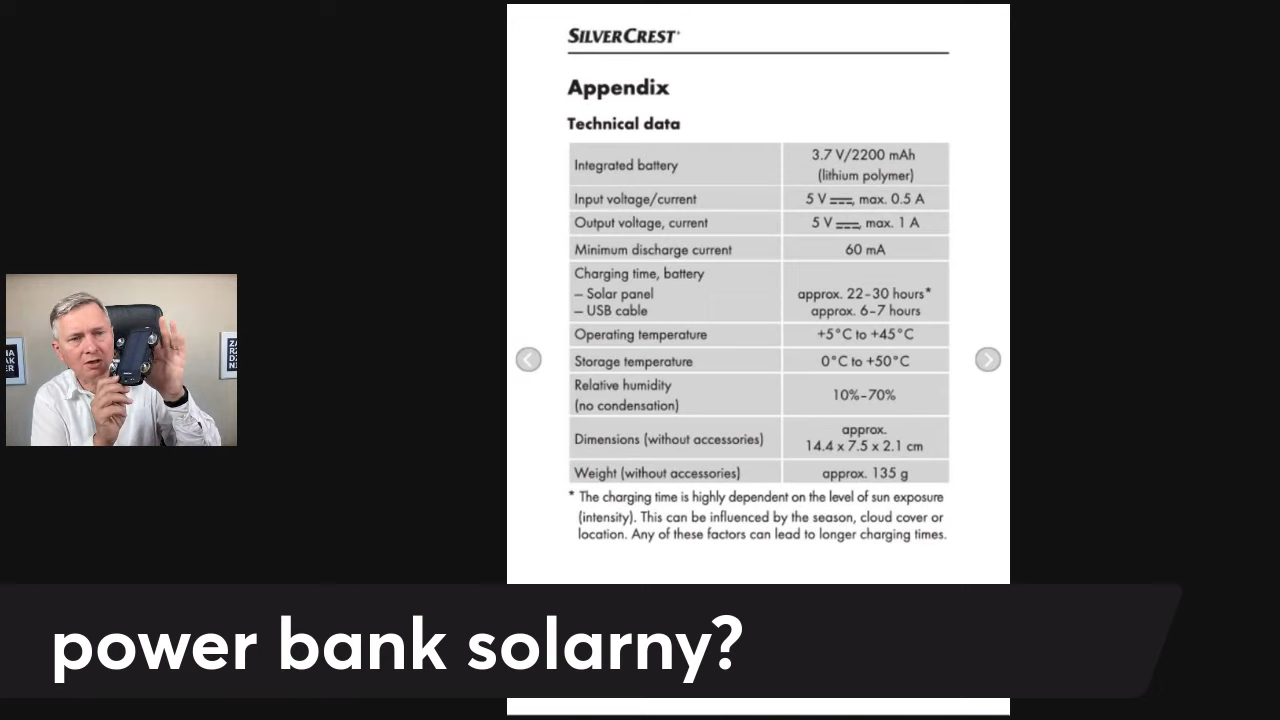 SILVERCREST®
Appendix
Technical data
Integrated battery
3.7 V/2200 mAh
(lithium polymer)
Input voltage/current
5 V ⎓, max. 0.5 A
Output voltage, current
5 V ⎓, max. 1 A
Minimum discharge current
60 mA
Charging time, battery
– Solar panel
approx. 22–30 hours*
– USB cable
approx. 6–7 hours
Operating temperature
+5°C to +45°C
Storage temperature
0°C to +50°C
Relative humidity
(no condensation)
10%–70%
Dimensions (without accessories)
approx.
14.4 x 7.5 x 2.1 cm
Weight (without accessories)
approx. 135 g
* The charging time is highly dependent on the level of sun exposure
(intensity). This can be influenced by the season, cloud cover or
location. Any of these factors can lead to longer charging times.
power bank solarny?